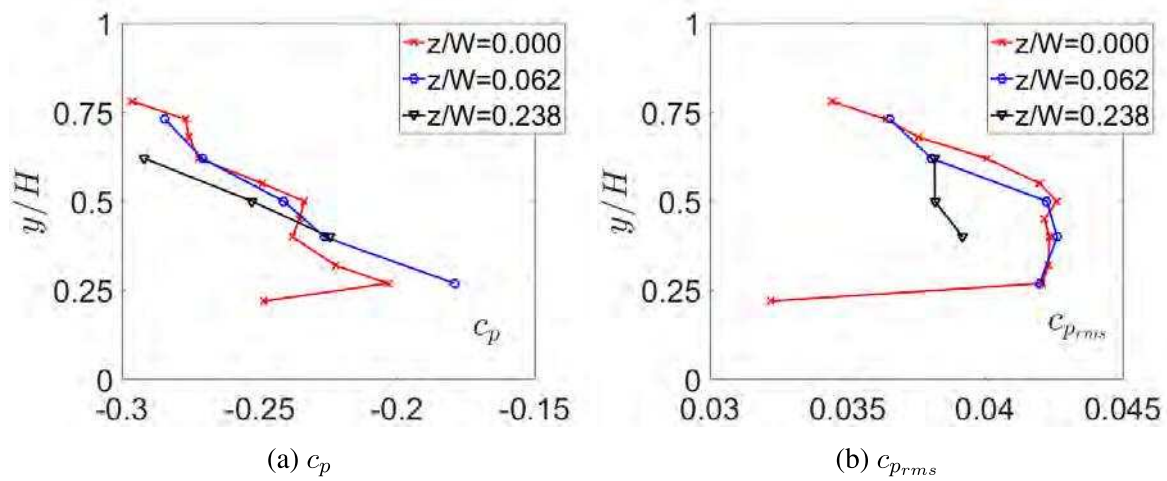 1
0.75
0.5
0.25
0
y/H
-0.3 -0.25 -0.2 -0.15
z/W=0.000
z/W=0.062
z/W=0.238
c_p
(a) c_p
1
0.75
0.5
0.25
0
y/H
0.03 0.035 0.04 0.045
z/W=0.000
z/W=0.062
z/W=0.238
c_{p_{rms}}
(b) c_{p_{rms}}